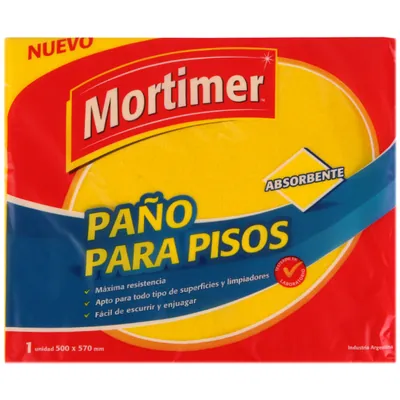 NUEVO
Mortimer
ABSORBENTE
PAÑO
PARA PISOS
Máxima resistencia
Apto para todo tipo de superficies y limpiadores
Fácil de escurrir y enjuagar
LABORATORIO
1 unidad 500 x 570 mm
Industria Argentina